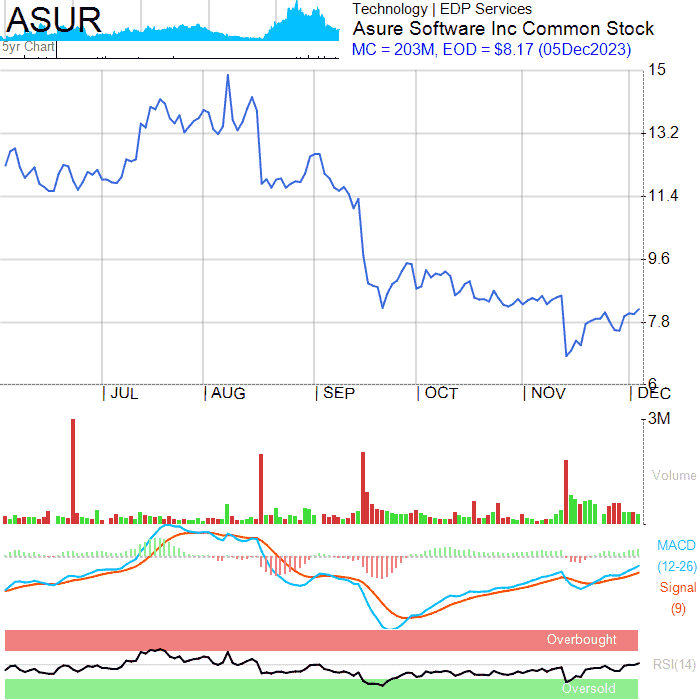 ASUR
5yr Chart
Technology | EDP Services
Asure Software Inc Common Stock
MC = 203M, EOD = $8.17 (05Dec2023)
15
13.2
11.4
9.6
7.8
6
| JUL | AUG | SEP | OCT | NOV | DEC
3M
Volume
MACD
(12-26)
Signal
(9)
Overbought
RSI(14)
Oversold